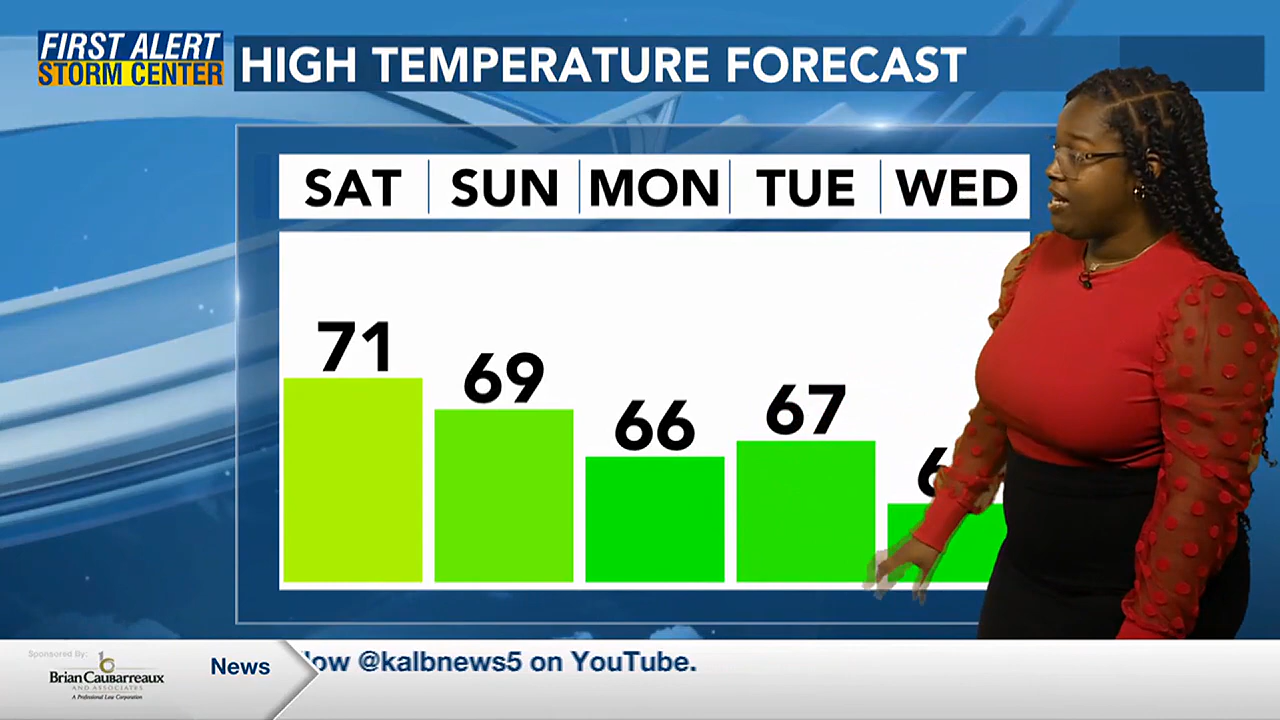 FIRST ALERT
STORM CENTER
HIGH TEMPERATURE FORECAST
SAT SUN MON TUE WED
71
69
66
67
Sponsored By:
Brian Caubarreaux
AND ASSOCIATES
A Professional Law Corporation
News
@kalbnews5 on YouTube.